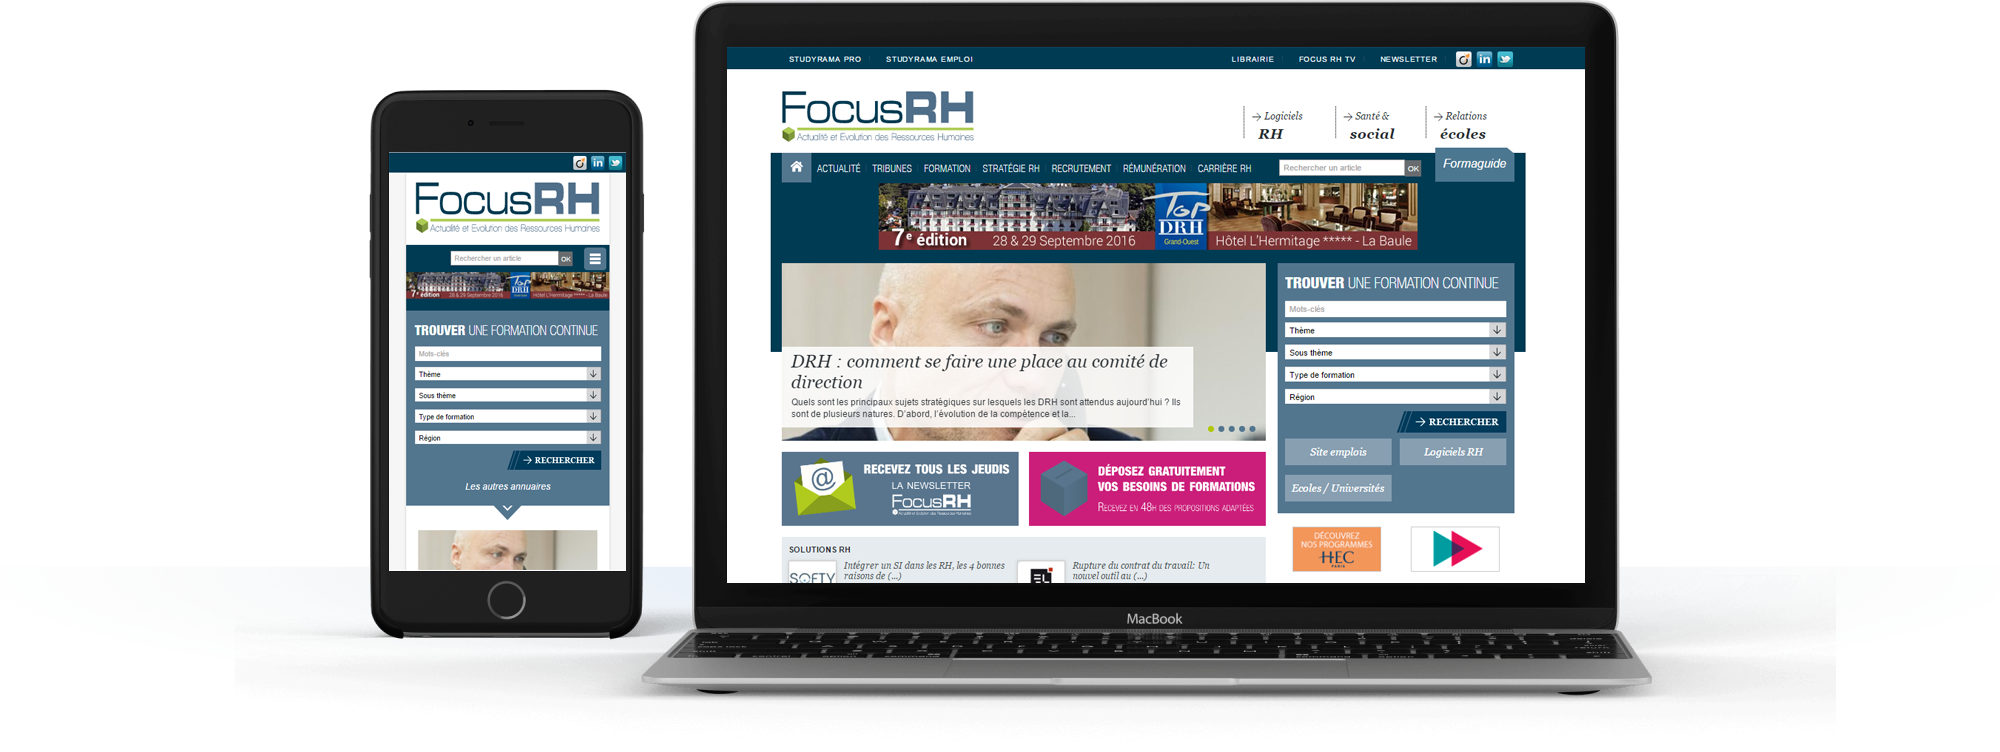 FocusRH
Actualité et Evolution des Ressources Humaines
Rechercher un article OK
7e édition 28 & 29 Septembre 2016 Top DRH Hôtel L'Hermitage ***** - La Baule
TROUVER UNE FORMATION CONTINUE
Mots-clés
Thème
Sous thème
Type de formation
Région
RECHERCHER
Les autres annuaires
STUDYRAMA PRO STUDYRAMA EMPLOI LIBRAIRIE FOCUS RH TV NEWSLETTER in
FocusRH
Actualité et Evolution des Ressources Humaines
Logiciels
RH
Santé &
social
Relations
écoles
ACTUALITÉ TRIBUNES FORMATION STRATÉGIE RH RECRUTEMENT RÉMUNÉRATION CARRIÈRE RH
Rechercher un article OK
Formaguide
7e édition 28 & 29 Septembre 2016
TOP
DRH
Grand-Ouest
Hôtel L'Hermitage ***** - La Baule
DRH : comment se faire une place au comité de
direction
Quels sont les principaux sujets stratégiques sur lesquels les DRH sont attendus aujourd'hui ? Ils
sont de plusieurs natures. D'abord, l'évolution de la compétence et la...
TROUVER UNE FORMATION CONTINUE
Mots-clés
Thème
Sous thème
Type de formation
Région
RECHERCHER
Site emplois
Logiciels RH
Ecoles / Universités
@
RECEVEZ TOUS LES JEUDIS
LA NEWSLETTER
FocusRH
Actualité et Evolution des Ressources Humaines
DÉPOSEZ GRATUITEMENT
VOS BESOINS DE FORMATIONS
RECEVEZ EN 48H DES PROPOSITIONS ADAPTÉES
DÉCOUVREZ
NOS PROGRAMMES
HEC
PARIS
SOLUTIONS RH
SOFTY
Intégrer un SI dans les RH, les 4 bonnes
raisons de (...)
EL
Rupture du contrat du travail: Un
nouvel outil au (...)
MacBook